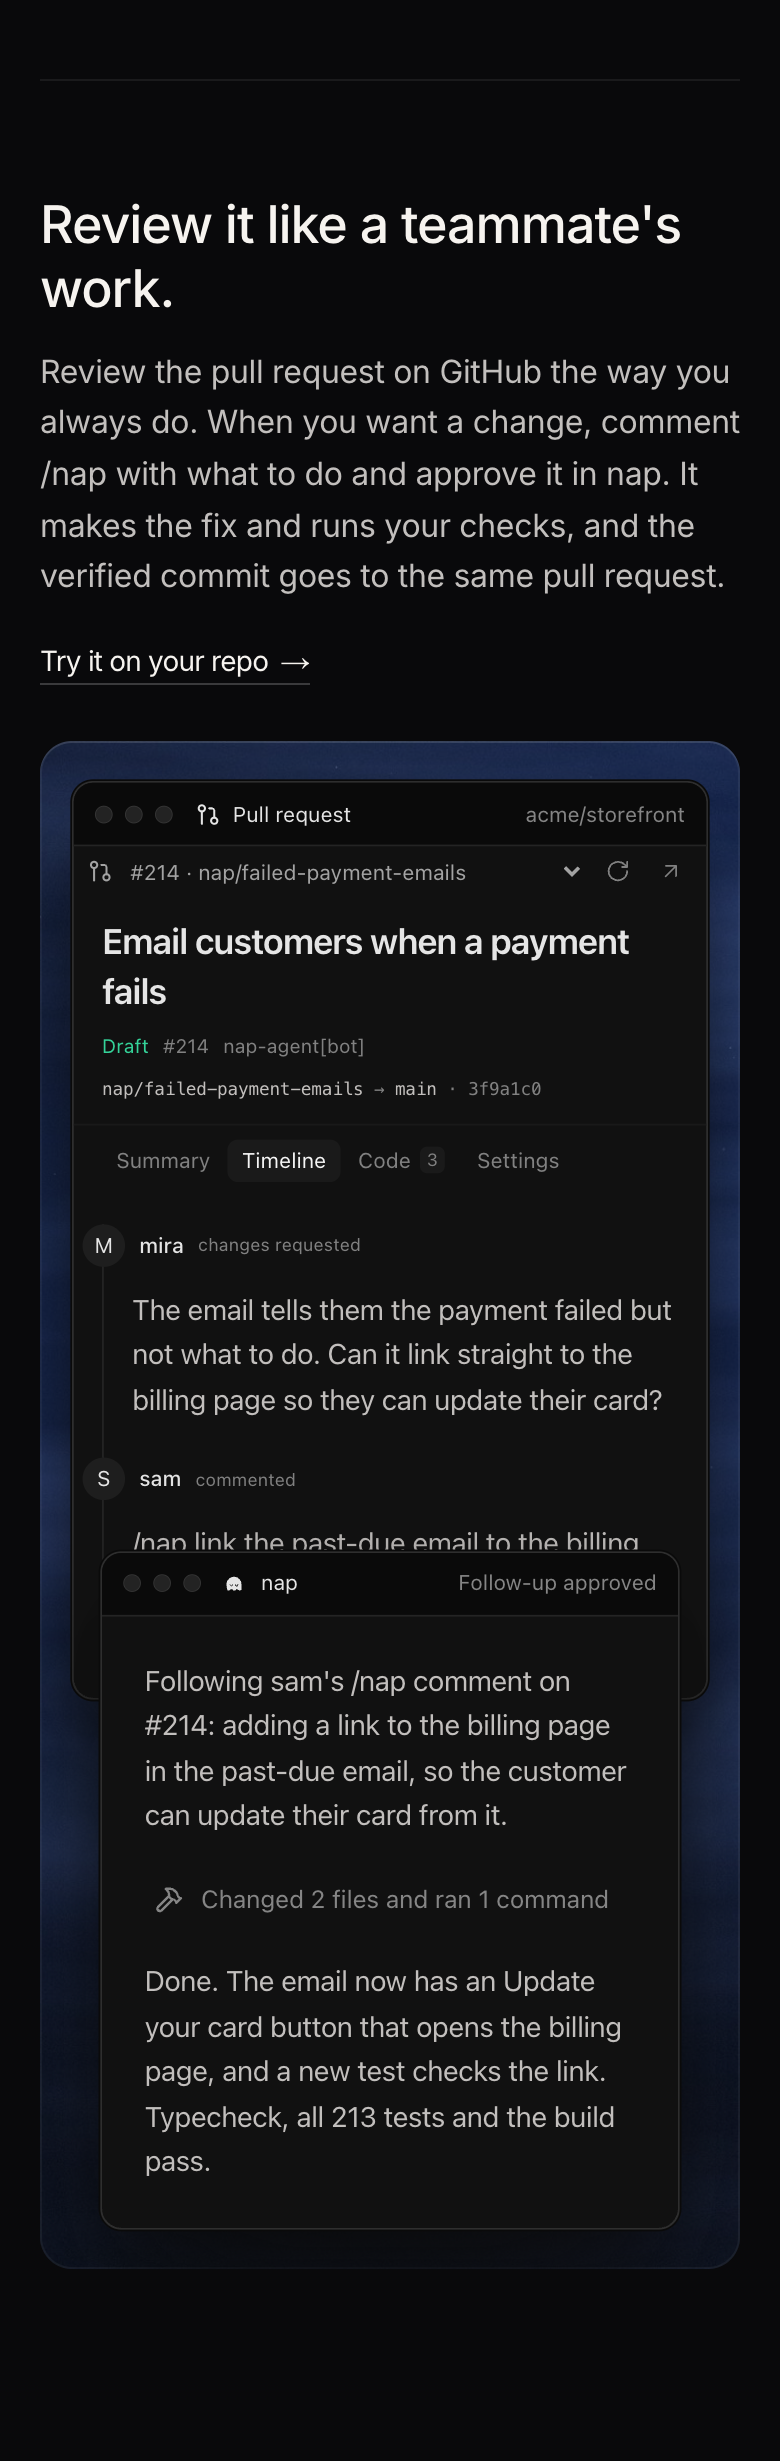 Review it like a teammate's
work.
Review the pull request on GitHub the way you
always do. When you want a change, comment
/nap with what to do and approve it in nap. It
makes the fix and runs your checks, and the
verified commit goes to the same pull request.
Try it on your repo →
Pull request acme/storefront
#214 · nap/failed-payment-emails
Email customers when a payment
fails
Draft #214 nap-agent[bot]
nap/failed-payment-emails → main · 3f9a1c0
Summary Timeline Code 3 Settings
M mira changes requested
The email tells them the payment failed but
not what to do. Can it link straight to the
billing page so they can update their card?
S sam commented
/nap link the past-due email to the billing
nap Follow-up approved
Following sam's /nap comment on
#214: adding a link to the billing page
in the past-due email, so the customer
can update their card from it.
Changed 2 files and ran 1 command
Done. The email now has an Update
your card button that opens the billing
page, and a new test checks the link.
Typecheck, all 213 tests and the build
pass.